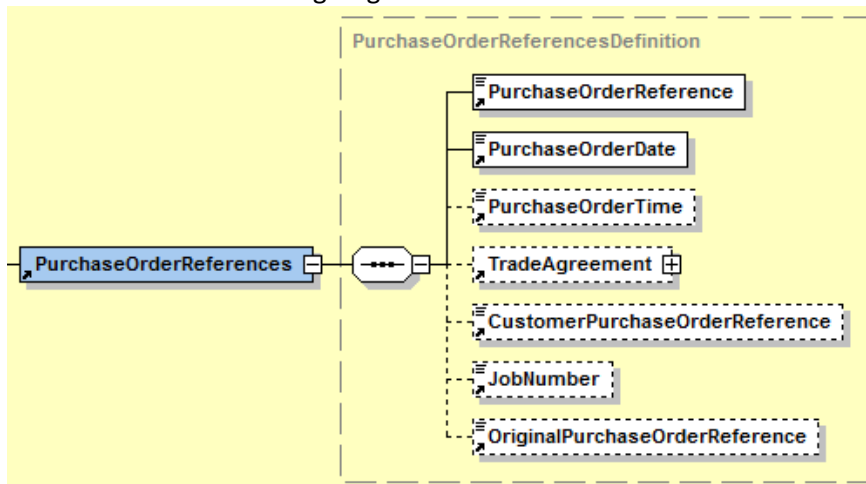 PurchaseOrderReferencesDefinition
PurchaseOrderReference
PurchaseOrderDate
PurchaseOrderTime
PurchaseOrderReferences
TradeAgreement
CustomerPurchaseOrderReference
JobNumber
OriginalPurchaseOrderReference